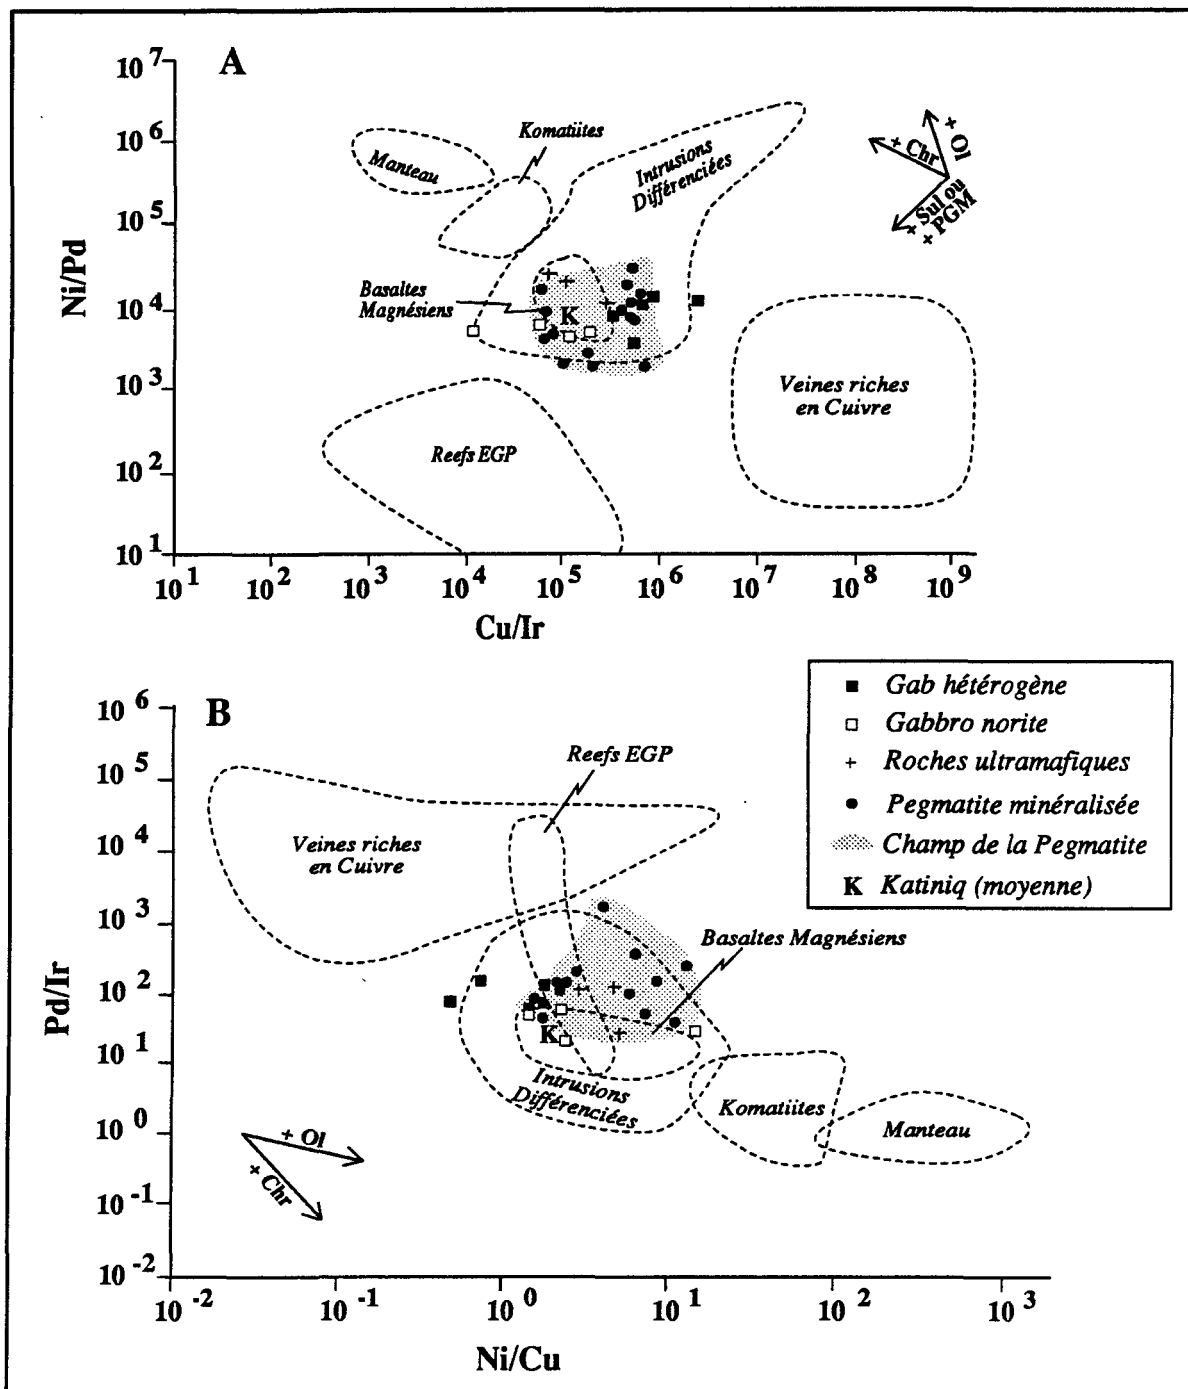 A
10^7
10^6
10^5
10^4
10^3
10^2
10^1
Ni/Pd
Manteau
Komatiites
Intrusions
Différenciées
+ Ol
+ Chr
+ Sul ou
+ PGM
Basaltes
Magnésiens
K
Reefs EGP
Veines riches
en Cuivre
10^1 10^2 10^3 10^4 10^5 10^6 10^7 10^8 10^9
Cu/Ir
Gab hétérogène
Gabbro norite
Roches ultramafiques
Pegmatite minéralisée
Champ de la Pegmatite
K Katiniq (moyenne)
B
10^6
10^5
10^4
10^3
10^2
10^1
10^0
10^-1
10^-2
Pd/Ir
Reefs EGP
Veines riches
en Cuivre
Basaltes Magnésiens
K
Intrusions
Différenciées
Komatiites
Manteau
+ Ol
+ Chr
10^-2 10^-1 10^0 10^1 10^2 10^3
Ni/Cu